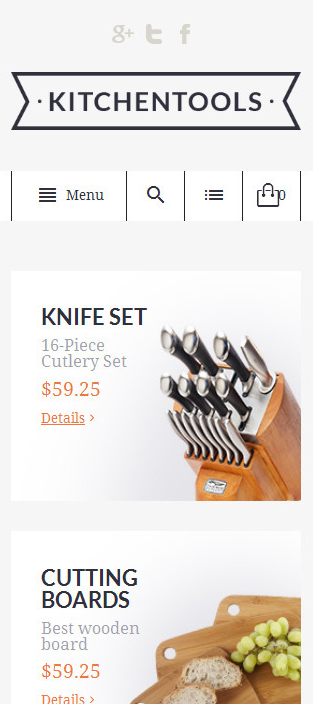 · KITCHENTOOLS ·
Menu
0
KNIFE SET
16-Piece
Cutlery Set
$59.25
Details
CUTTING
BOARDS
Best wooden
board
$59.25
Details